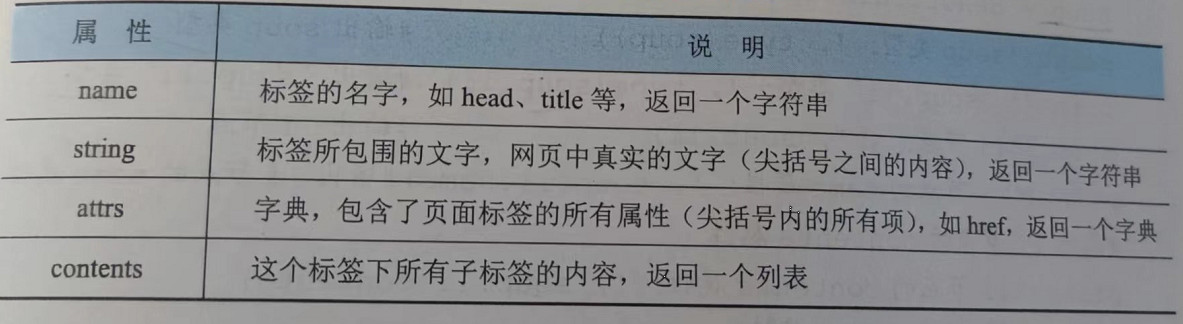 属 性 说 明
name 标签的名字，如 head、title 等，返回一个字符串
string 标签所包围的文字，网页中真实的文字（尖括号之间的内容），返回一个字符串
attrs 字典，包含了页面标签的所有属性（尖括号内的所有项），如 href，返回一个字典
contents 这个标签下所有子标签的内容，返回一个列表